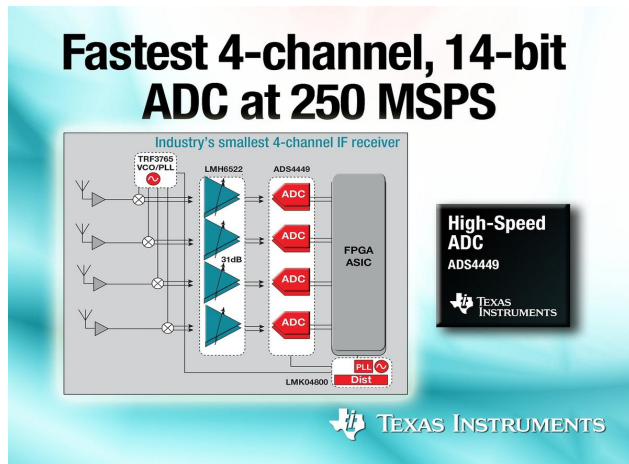 Fastest 4-channel, 14-bit
ADC at 250 MSPS
Industry's smallest 4-channel IF receiver
TRF3765
VCO/PLL
LMH6522
ADS4449
ADC
ADC
31dB
ADC
ADC
FPGA
ASIC
PLL
Dist
LMK04800
High-Speed
ADC
ADS4449
TEXAS
INSTRUMENTS
TEXAS INSTRUMENTS